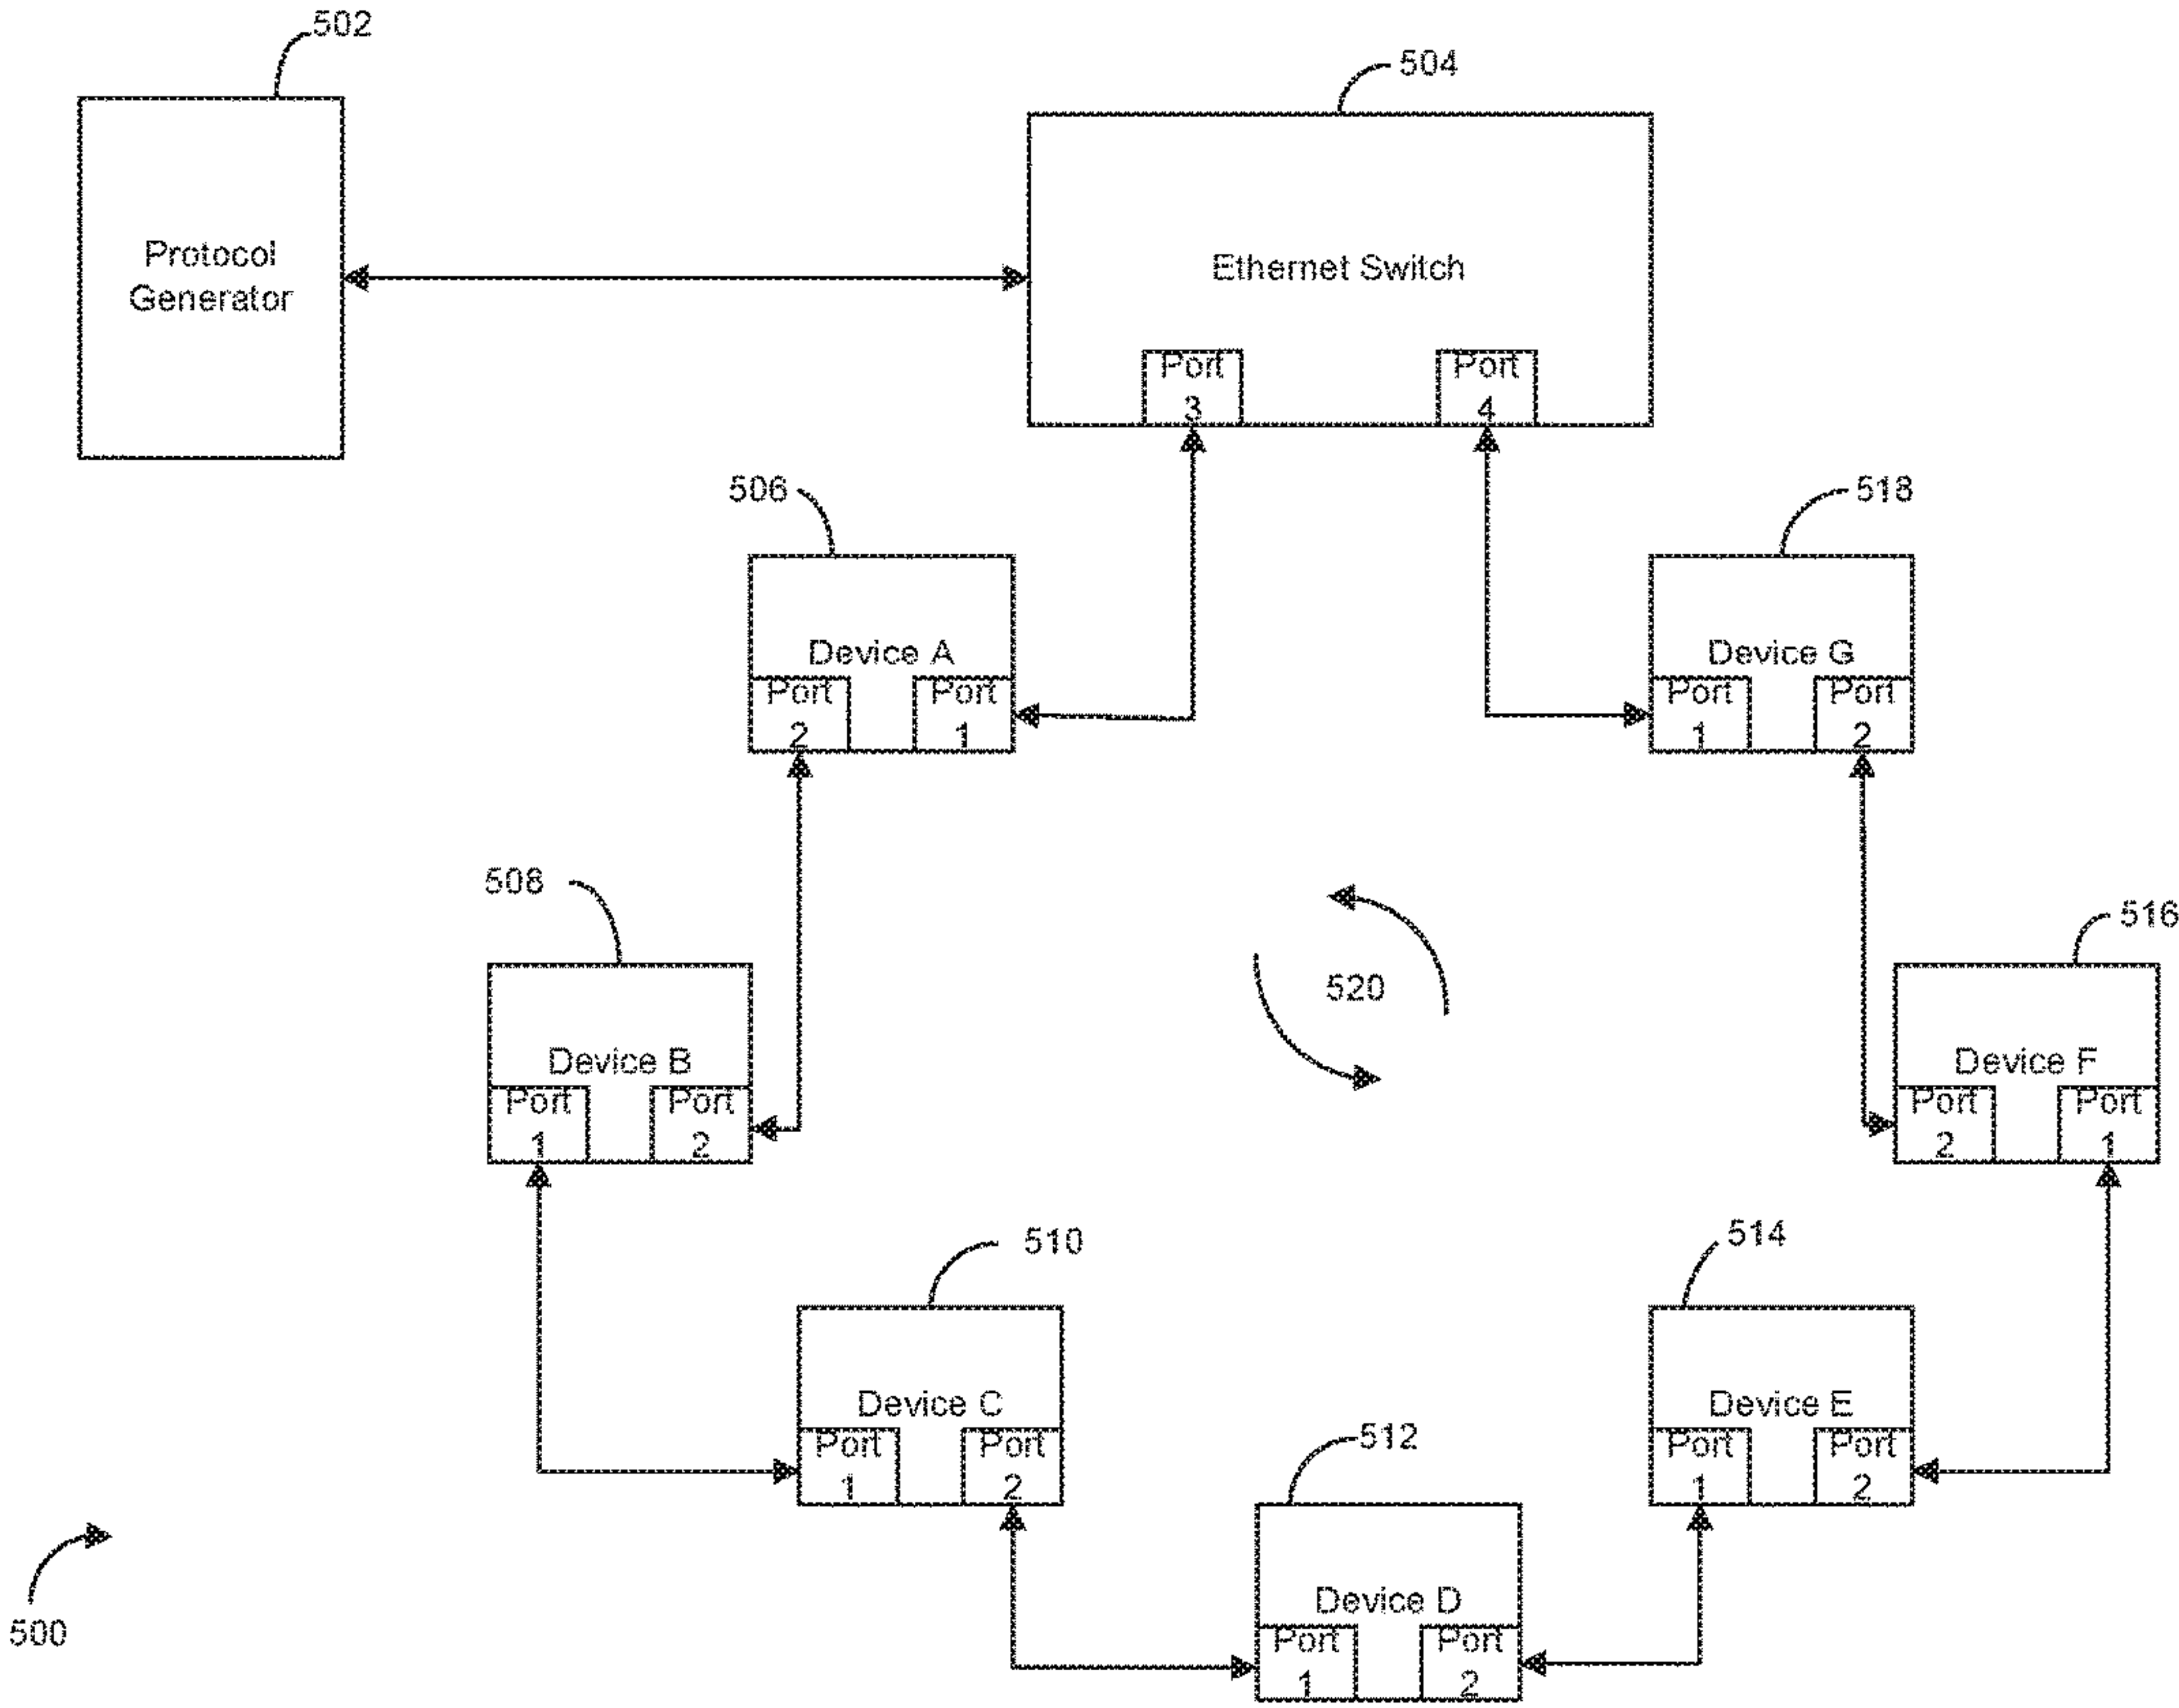 502
504
Protocol
Generator
Ethernet Switch
Port
3
Port
4
506
518
Device A
Port
2
Port
1
Device G
Port
1
Port
2
508
516
520
Device B
Port
1
Port
2
Device F
Port
2
Port
1
510
514
Device C
Port
1
Port
2
Device E
Port
1
Port
2
512
Device D
Port
1
Port
2
500